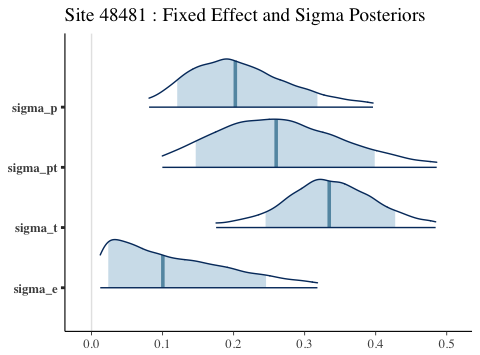 Site 48481 : Fixed Effect and Sigma Posteriors
sigma_p
sigma_pt
sigma_t
sigma_e
0.0 0.1 0.2 0.3 0.4 0.5